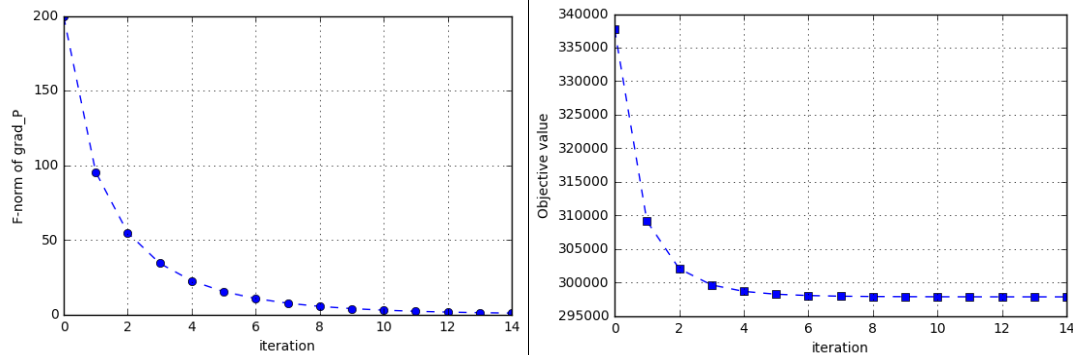 200
150
100
50
0
F-norm of grad_P
0 2 4 6 8 10 12 14
iteration
340000
335000
330000
325000
320000
315000
310000
305000
300000
295000
Objective value
0 2 4 6 8 10 12 14
iteration